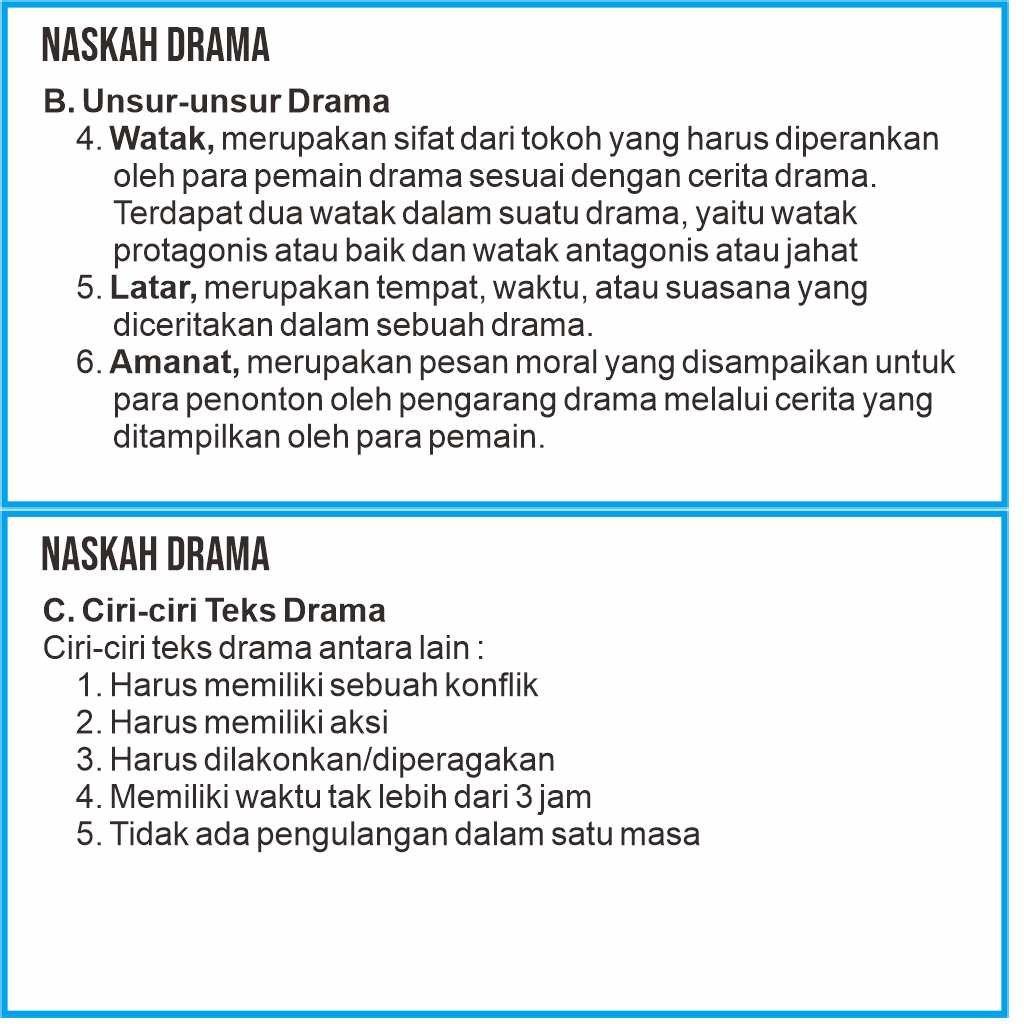 NASKAH DRAMA
B. Unsur-unsur Drama
4. Watak, merupakan sifat dari tokoh yang harus diperankan
oleh para pemain drama sesuai dengan cerita drama.
Terdapat dua watak dalam suatu drama, yaitu watak
protagonis atau baik dan watak antagonis atau jahat
5. Latar, merupakan tempat, waktu, atau suasana yang
diceritakan dalam sebuah drama.
6. Amanat, merupakan pesan moral yang disampaikan untuk
para penonton oleh pengarang drama melalui cerita yang
ditampilkan oleh para pemain.
NASKAH DRAMA
C. Ciri-ciri Teks Drama
Ciri-ciri teks drama antara lain :
1. Harus memiliki sebuah konflik
2. Harus memiliki aksi
3. Harus dilakonkan/diperagakan
4. Memiliki waktu tak lebih dari 3 jam
5. Tidak ada pengulangan dalam satu masa